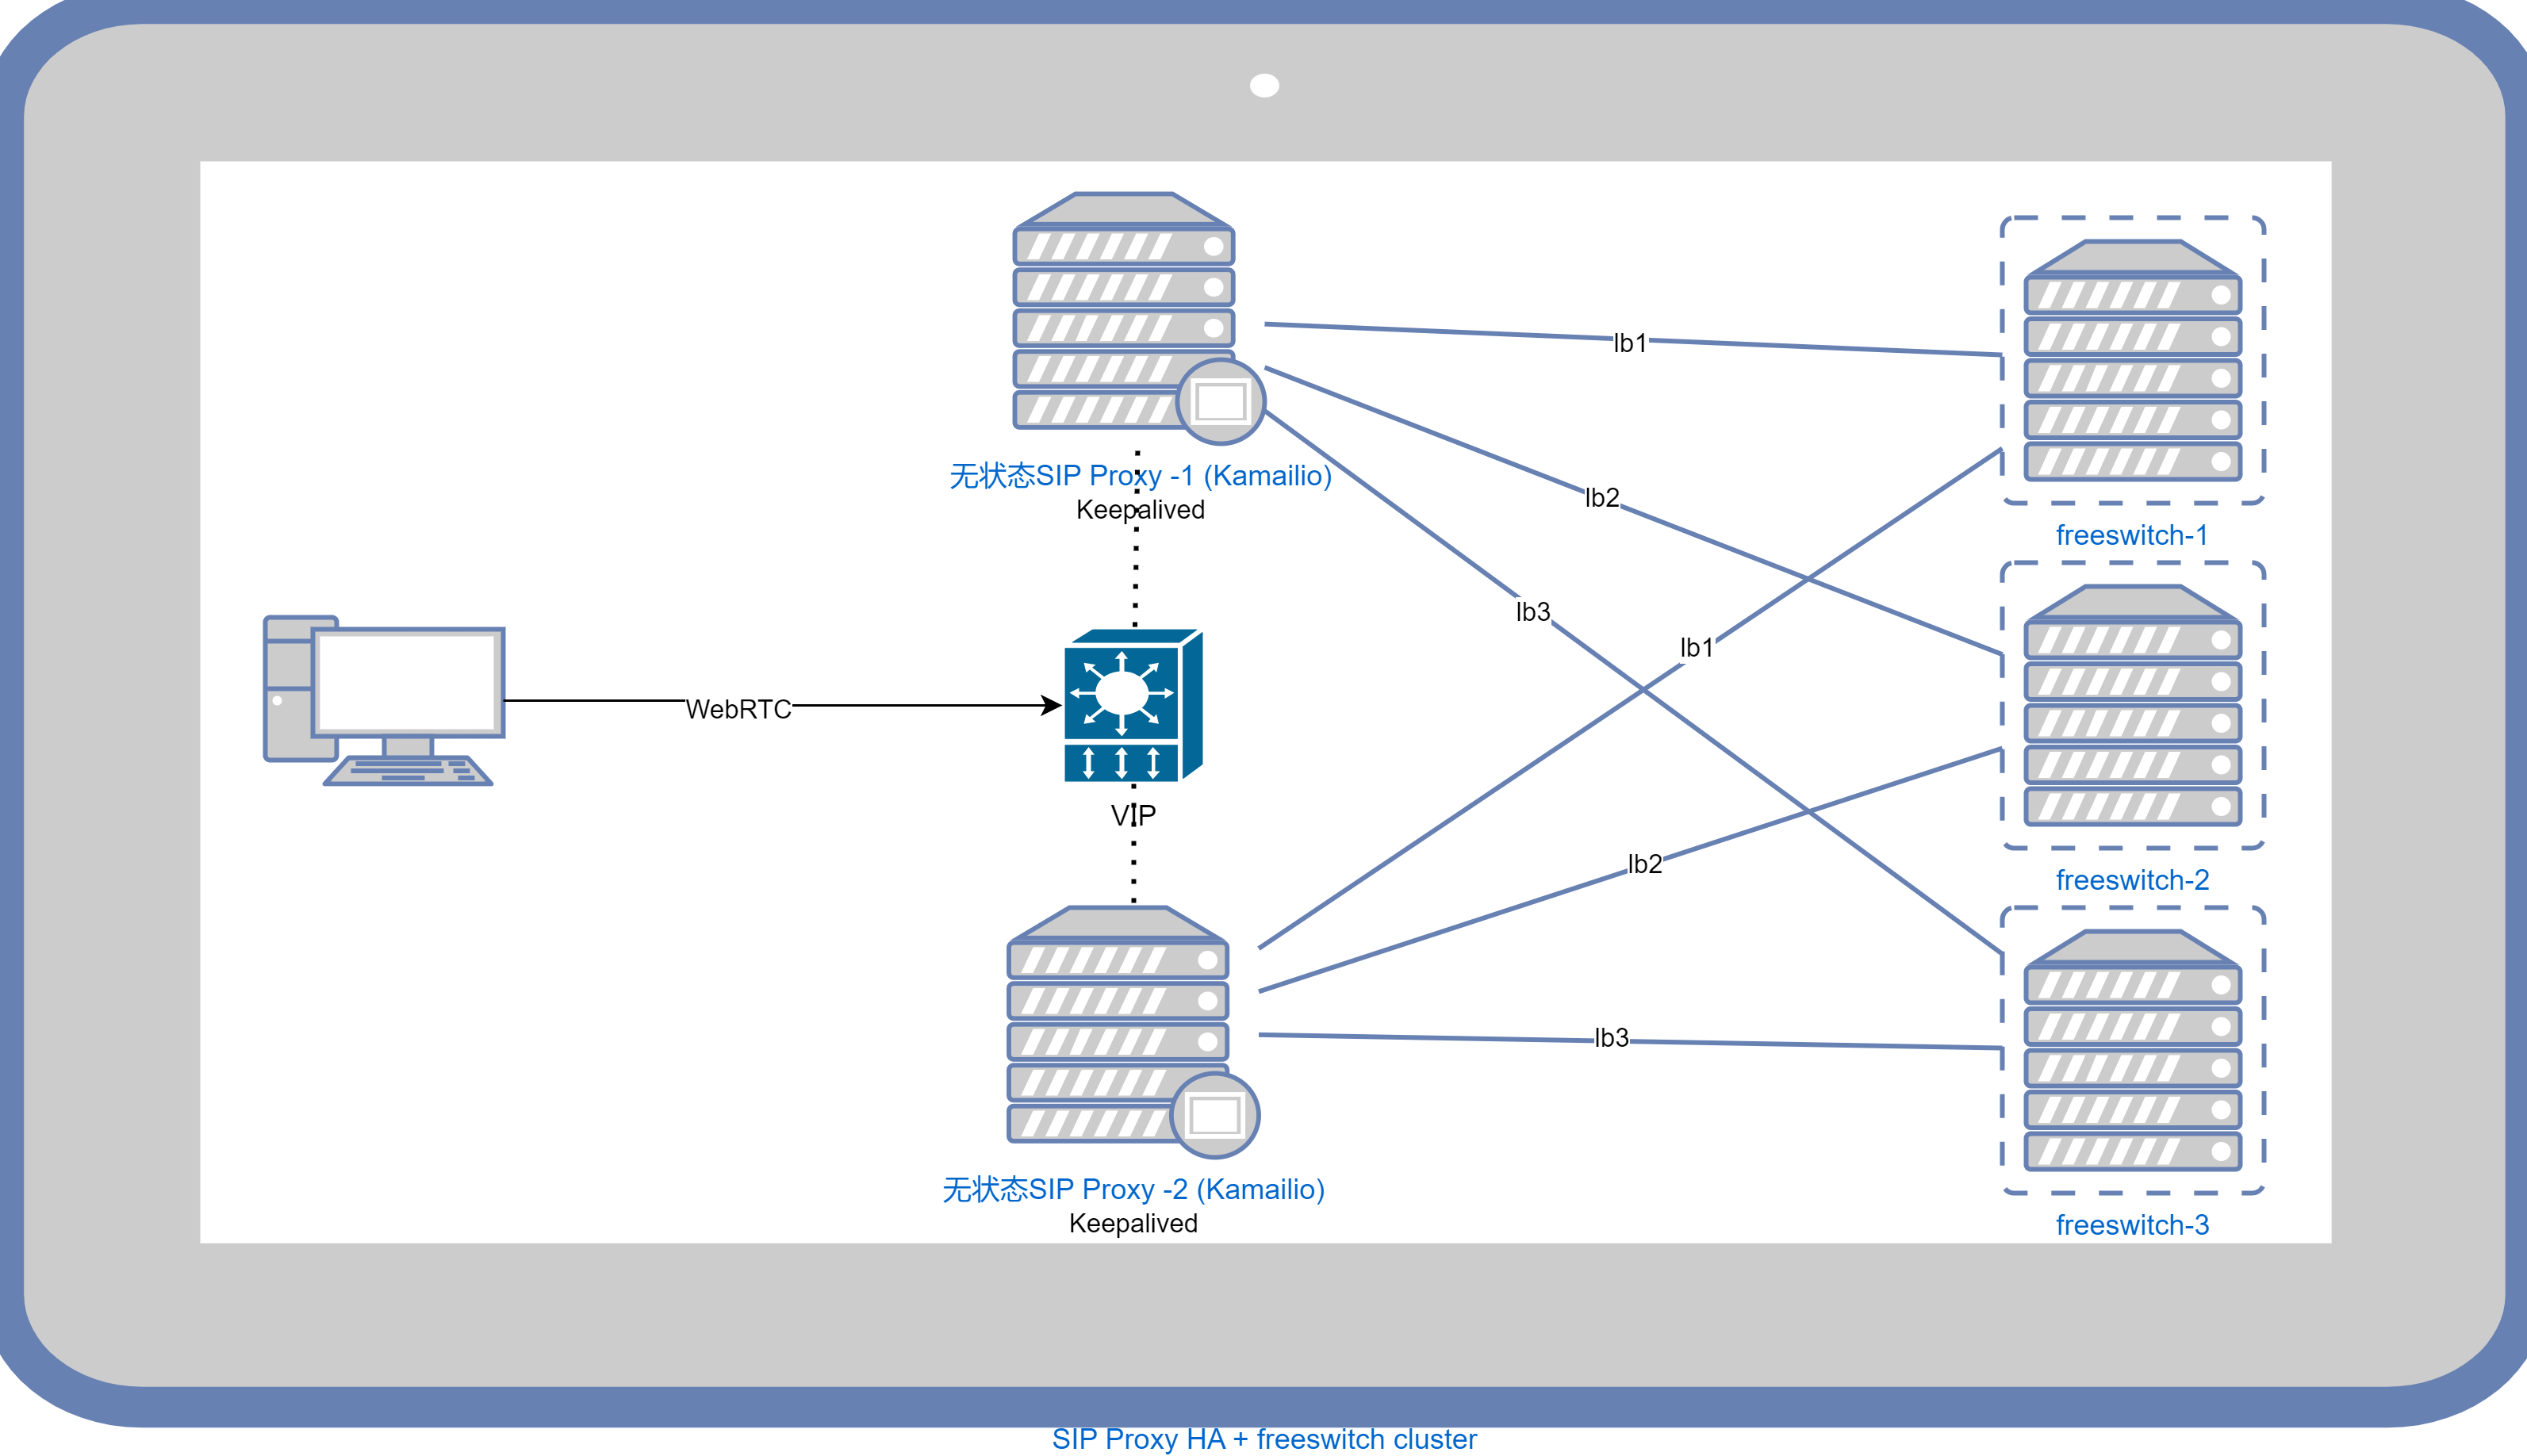 无状态SIP Proxy -1 (Kamailio)
Keepalived
lb1
lb2
lb3
lb1
freeswitch-1
WebRTC
VIP
lb2
freeswitch-2
lb3
无状态SIP Proxy -2 (Kamailio)
Keepalived
freeswitch-3
SIP Proxy HA + freeswitch cluster